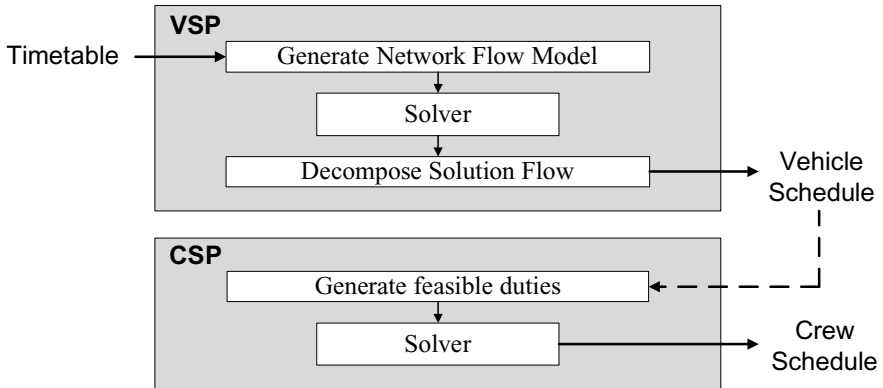 VSP
Timetable
Generate Network Flow Model
Solver
Decompose Solution Flow
Vehicle
Schedule
CSP
Generate feasible duties
Solver
Crew
Schedule